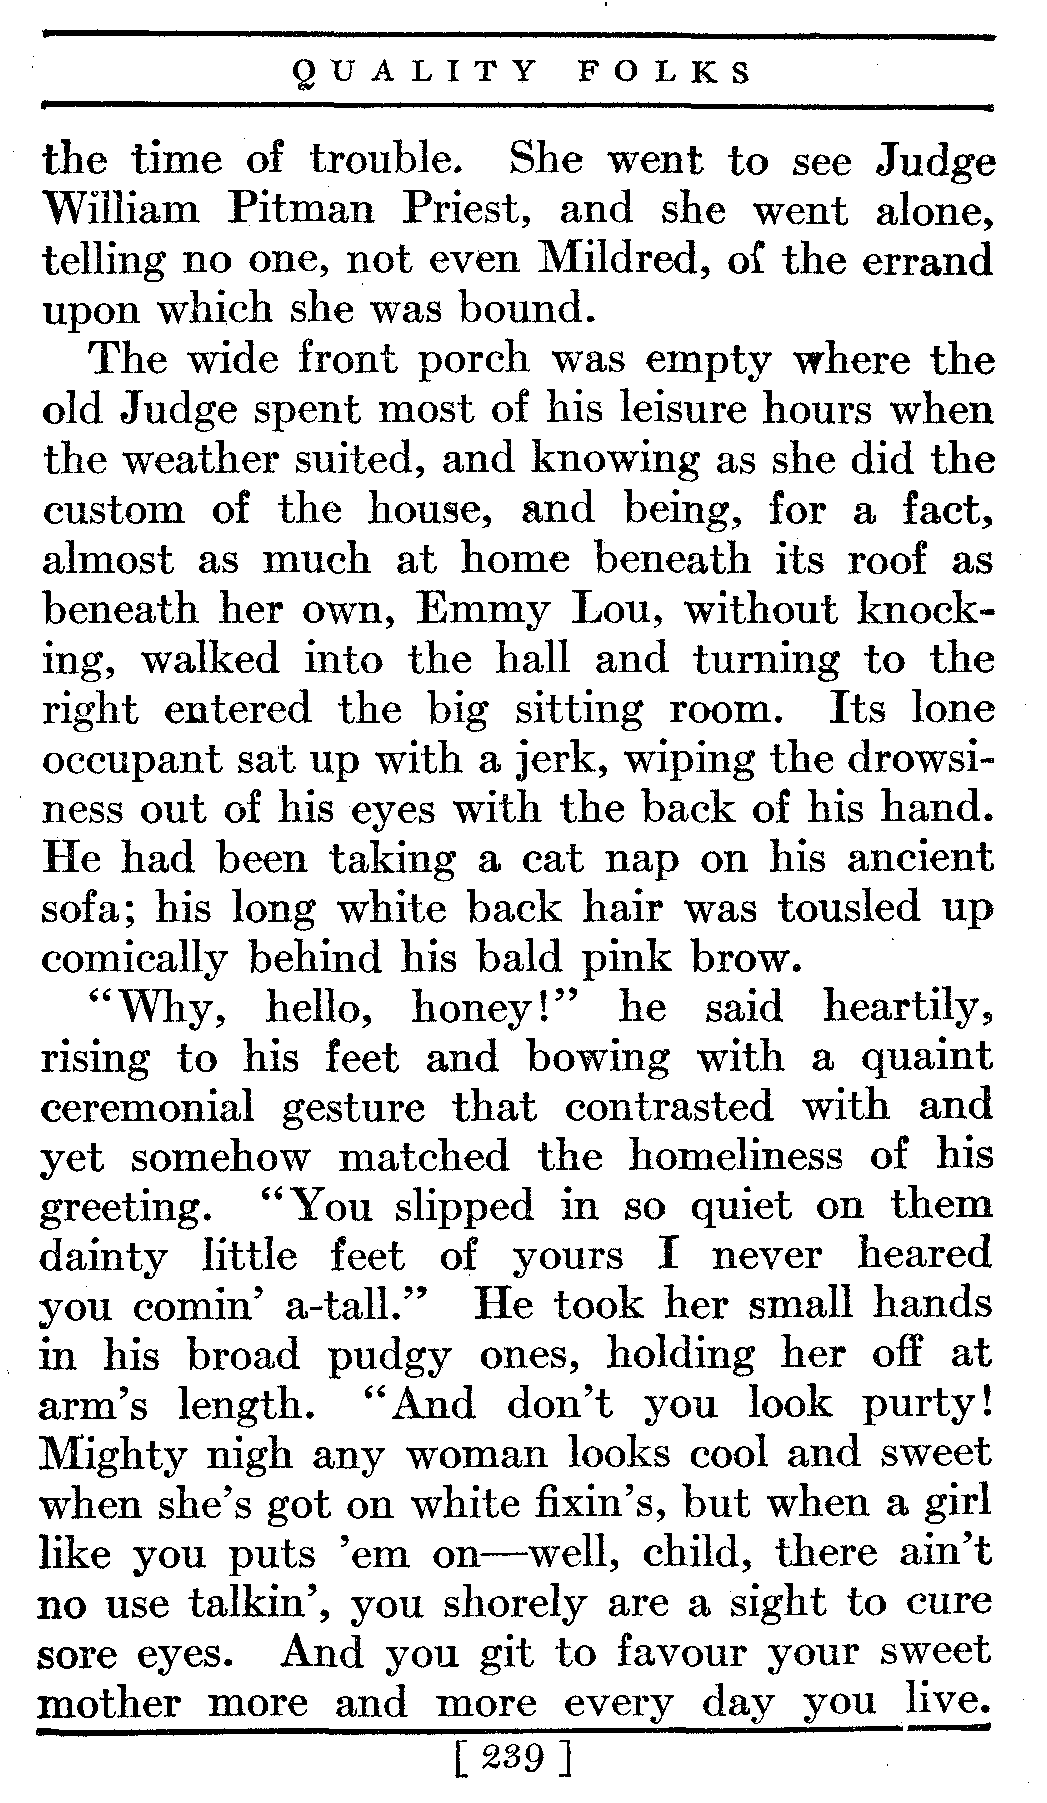 QUALITY FOLKS
the time of trouble. She went to see Judge
William Pitman Priest, and she went alone,
telling no one, not even Mildred, of the errand
upon which she was bound.
The wide front porch was empty where the
old Judge spent most of his leisure hours when
the weather suited, and knowing as she did the
custom of the house, and being, for a fact,
almost as much at home beneath its roof as
beneath her own, Emmy Lou, without knock-
ing, walked into the hall and turning to the
right entered the big sitting room. Its lone
occupant sat up with a jerk, wiping the drowsi-
ness out of his eyes with the back of his hand.
He had been taking a cat nap on his ancient
sofa; his long white back hair was tousled up
comically behind his bald pink brow.
“Why, hello, honey!” he said heartily,
rising to his feet and bowing with a quaint
ceremonial gesture that contrasted with and
yet somehow matched the homeliness of his
greeting. “You slipped in so quiet on them
dainty little feet of yours I never heared
you comin’ a-tall.” He took her small hands
in his broad pudgy ones, holding her off at
arm’s length. “And don’t you look purty!
Mighty nigh any woman looks cool and sweet
when she’s got on white fixin’s, but when a girl
like you puts ’em on—well, child, there ain’t
no use talkin’, you shorely are a sight to cure
sore eyes. And you git to favour your sweet
mother more and more every day you live.
[ 239 ]